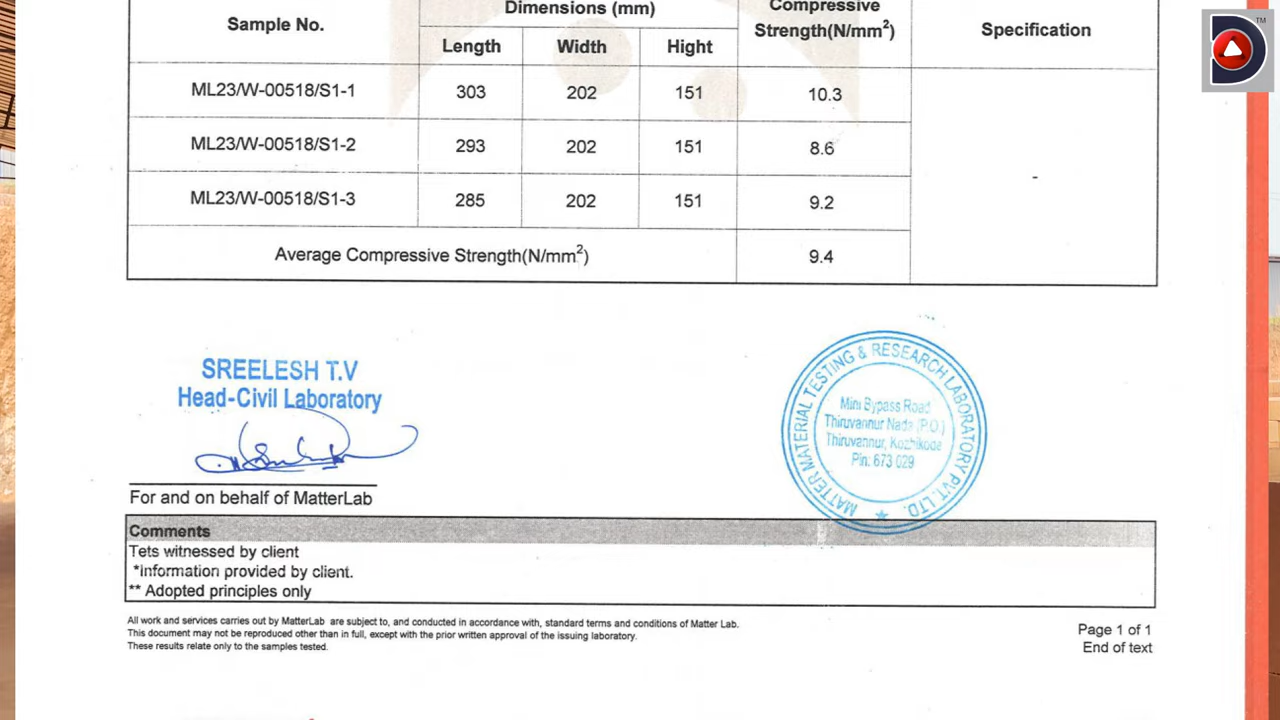 Sample No.
Dimensions (mm)
Compressive
Strength(N/mm²)
Specification
Length
Width
Hight
ML23/W-00518/S1-1 303 202 151 10.3
ML23/W-00518/S1-2 293 202 151 8.6
-
ML23/W-00518/S1-3 285 202 151 9.2
Average Compressive Strength(N/mm²) 9.4
SREELESH T.V
Head-Civil Laboratory
For and on behalf of MatterLab
MATTER MATERIAL TESTING & RESEARCH LABORATORY PVT. LTD.
Mini Bypass Road
Thiruvannur Nada (P.O)
Thiruvannur, Kozhikode
Pin: 673 029
Comments
Tets witnessed by client
*Information provided by client.
** Adopted principles only
All work and services carries out by MatterLab are subject to, and conducted in accordance with, standard terms and conditions of Matter Lab.
This document may not be reproduced other than in full, except with the prior written approval of the issuing laboratory.
These results relate only to the samples tested.
Page 1 of 1
End of text
TM